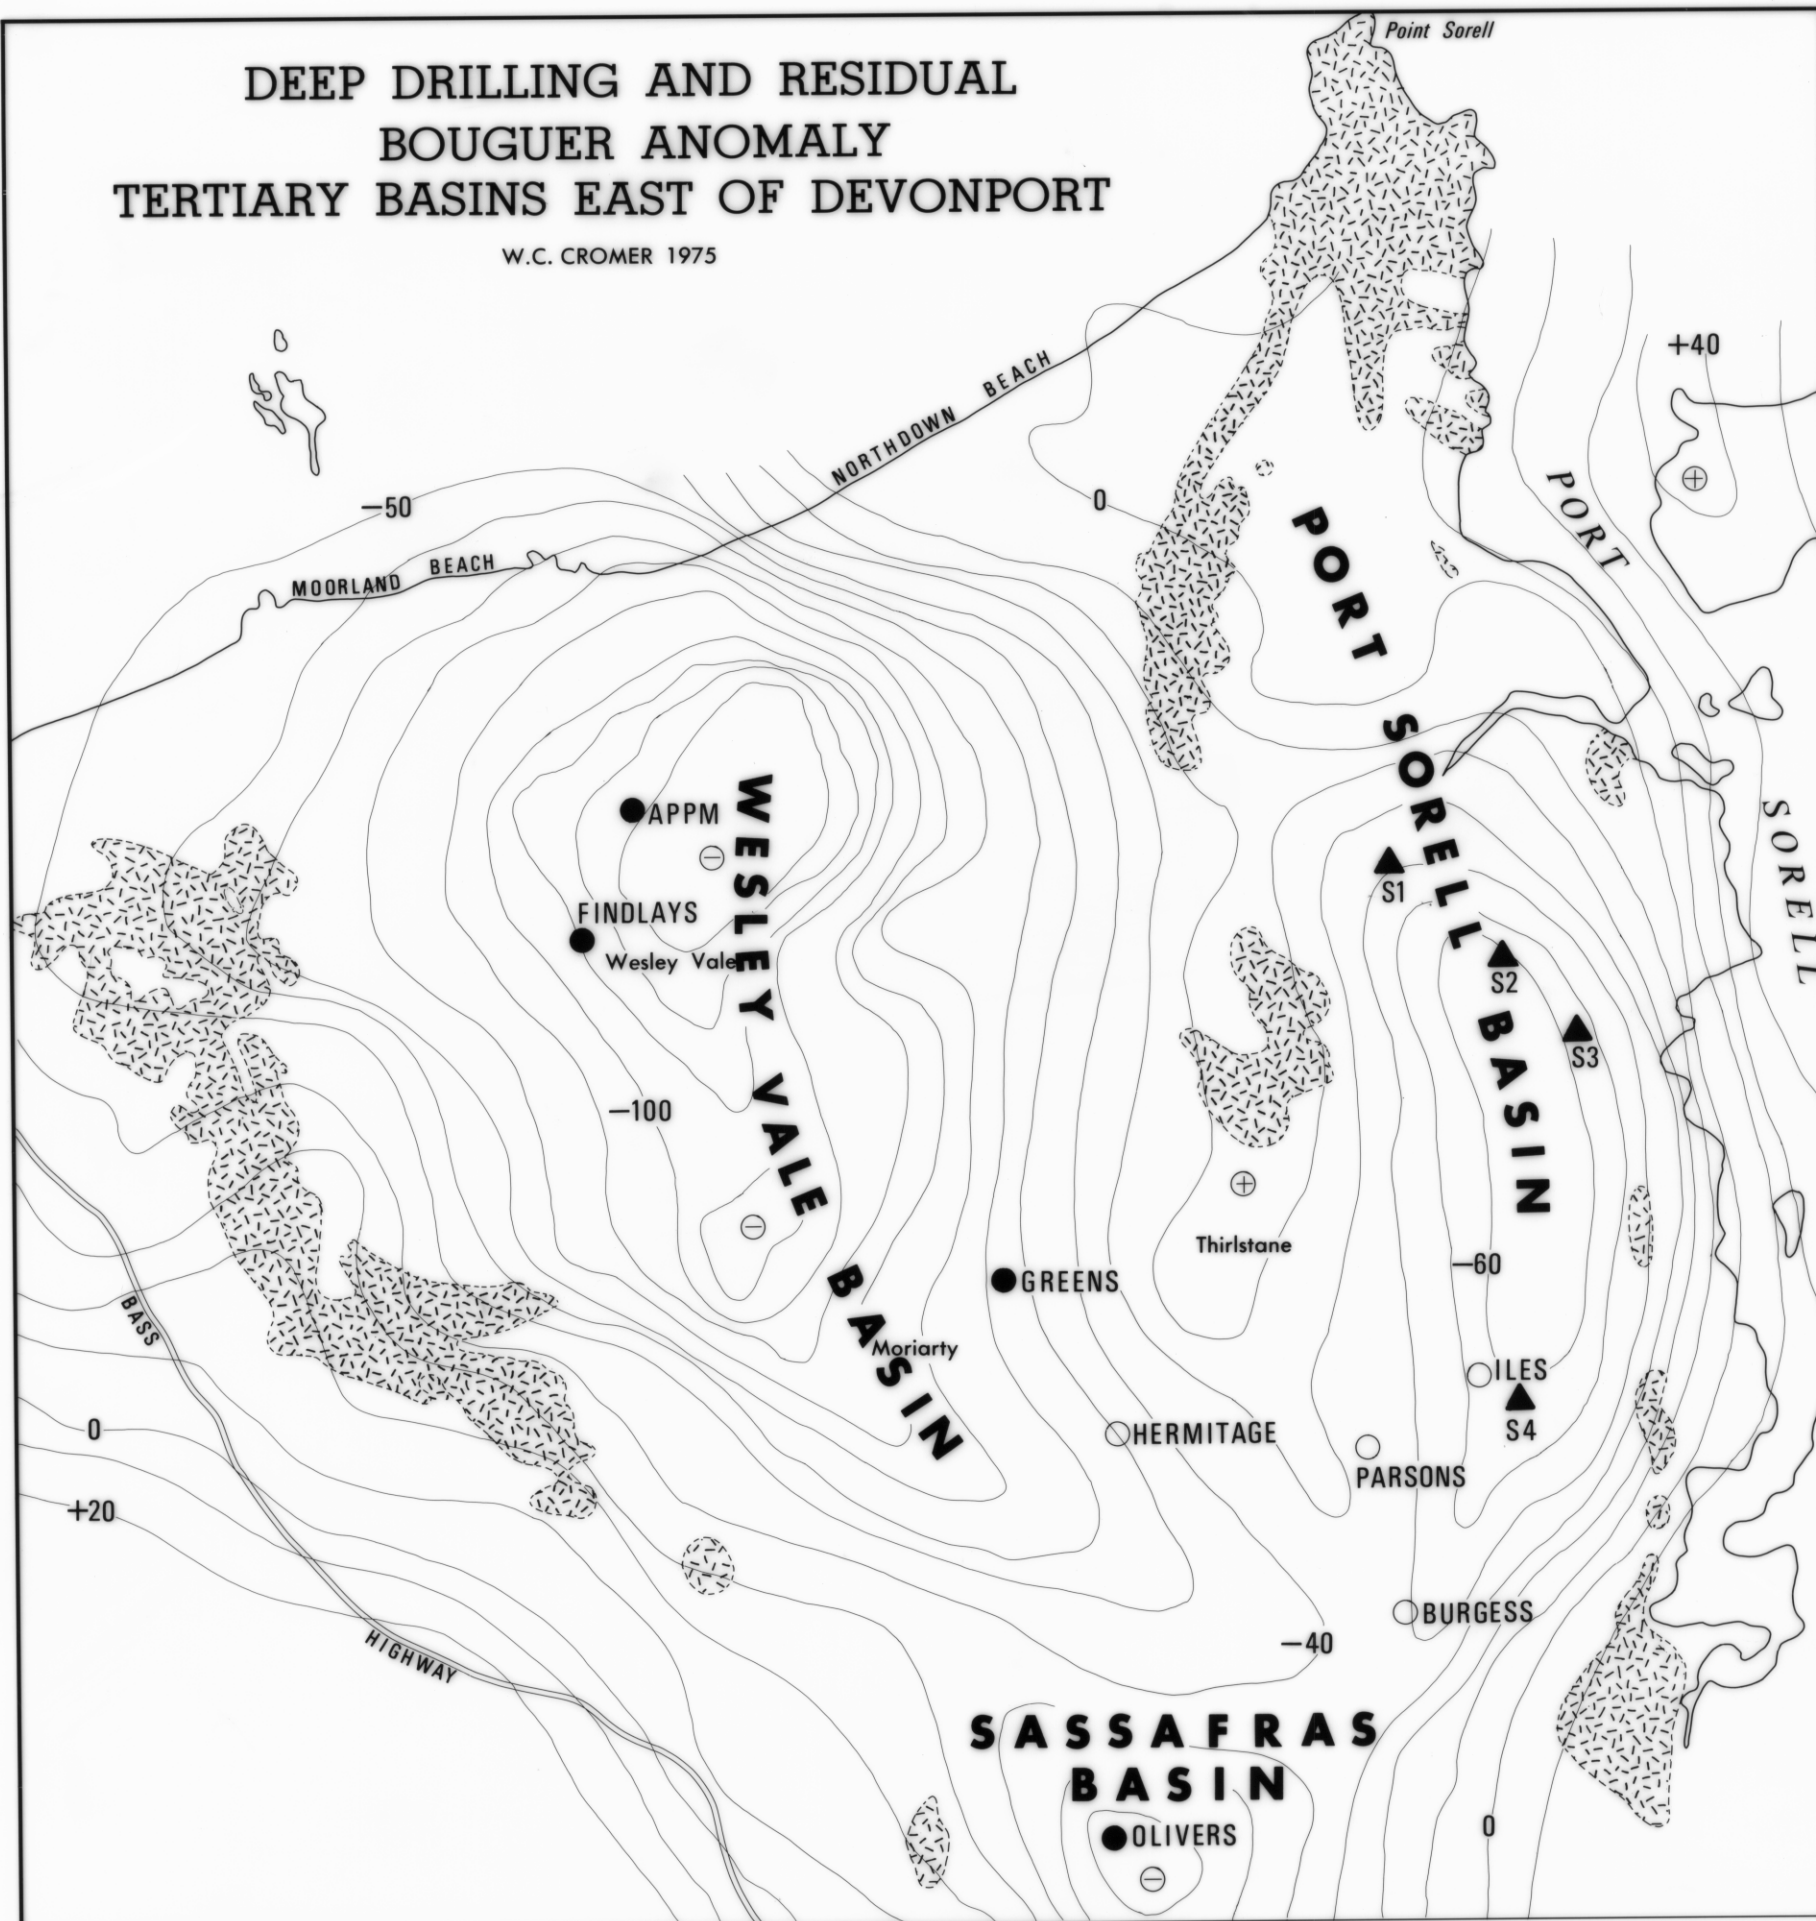 Point Sorell
DEEP DRILLING AND RESIDUAL
BOUGUER ANOMALY
TERTIARY BASINS EAST OF DEVONPORT
W.C. CROMER 1975
+40
NORTHDOWN BEACH
-50
0
PORT SORELL
MOORLAND BEACH
PORT SORELL BASIN
APPM
WESLEY VALE BASIN
S1
FINDLAYS
Wesley Vale
S2
S3
-100
Thirlstane
-60
GREENS
BASS HIGHWAY
Moriarty
ILES
S4
0
HERMITAGE
PARSONS
+20
BURGESS
-40
SASSAFRAS
BASIN
OLIVERS
0